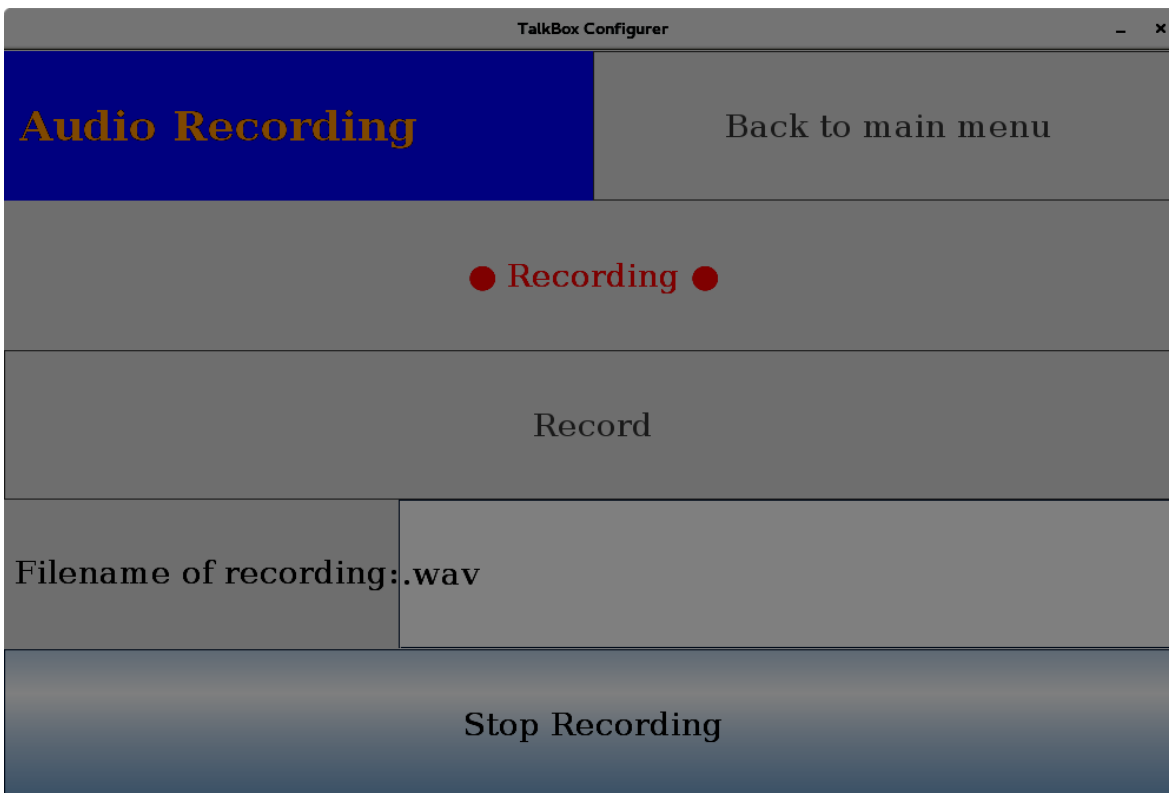 TalkBox Configurer
Audio Recording
Back to main menu
● Recording ●
Record
Filename of recording: .wav
Stop Recording